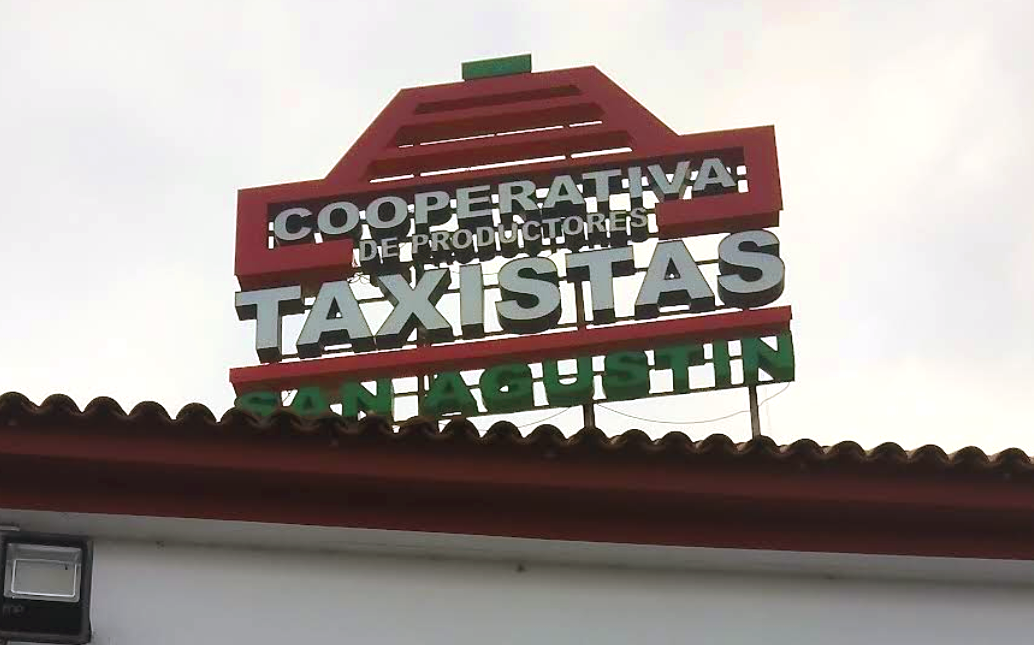 COOPERATIVA
DE PRODUCTORES
TAXISTAS
SAN AGUSTIN